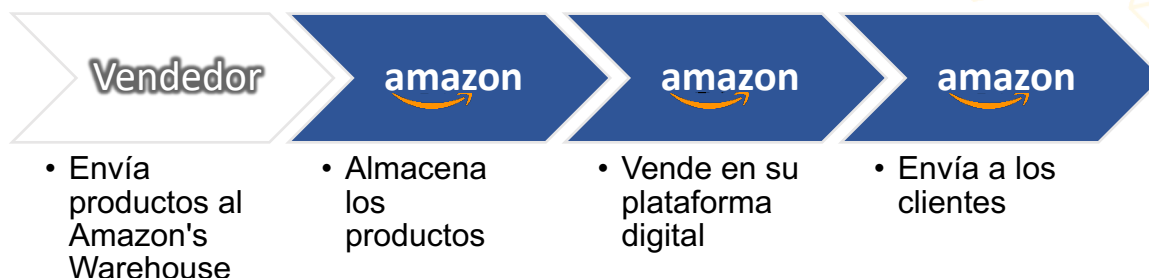 Vendedor
amazon
amazon
amazon
• Envía
productos al
Amazon's
Warehouse
• Almacena
los
productos
• Vende en su
plataforma
digital
• Envía a los
clientes